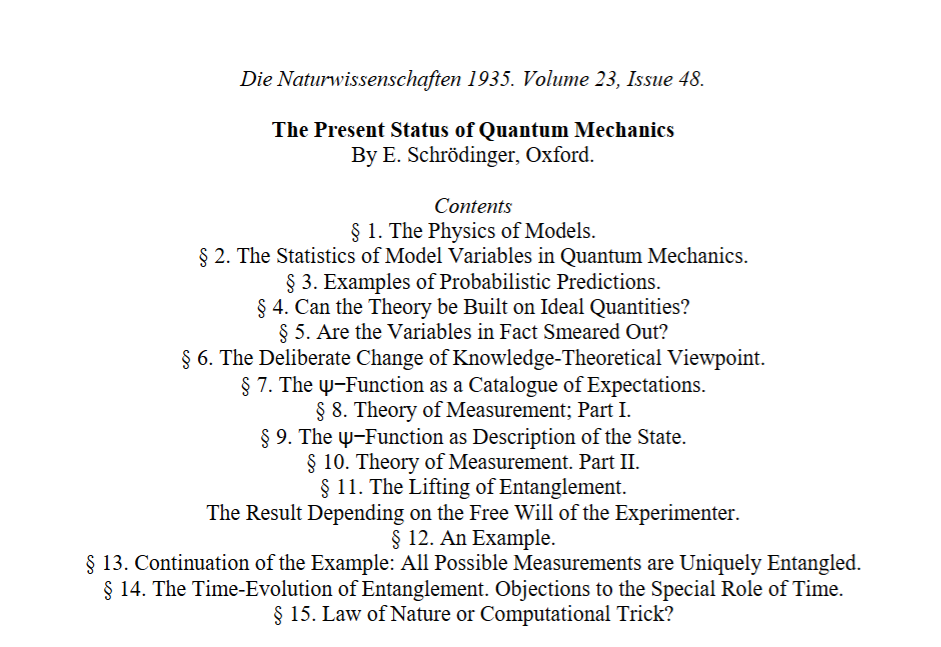 Die Naturwissenschaften 1935. Volume 23, Issue 48.
The Present Status of Quantum Mechanics
By E. Schrödinger, Oxford.
Contents
§ 1. The Physics of Models.
§ 2. The Statistics of Model Variables in Quantum Mechanics.
§ 3. Examples of Probabilistic Predictions.
§ 4. Can the Theory be Built on Ideal Quantities?
§ 5. Are the Variables in Fact Smeared Out?
§ 6. The Deliberate Change of Knowledge-Theoretical Viewpoint.
§ 7. The ψ–Function as a Catalogue of Expectations.
§ 8. Theory of Measurement; Part I.
§ 9. The ψ–Function as Description of the State.
§ 10. Theory of Measurement. Part II.
§ 11. The Lifting of Entanglement.
The Result Depending on the Free Will of the Experimenter.
§ 12. An Example.
§ 13. Continuation of the Example: All Possible Measurements are Uniquely Entangled.
§ 14. The Time-Evolution of Entanglement. Objections to the Special Role of Time.
§ 15. Law of Nature or Computational Trick?